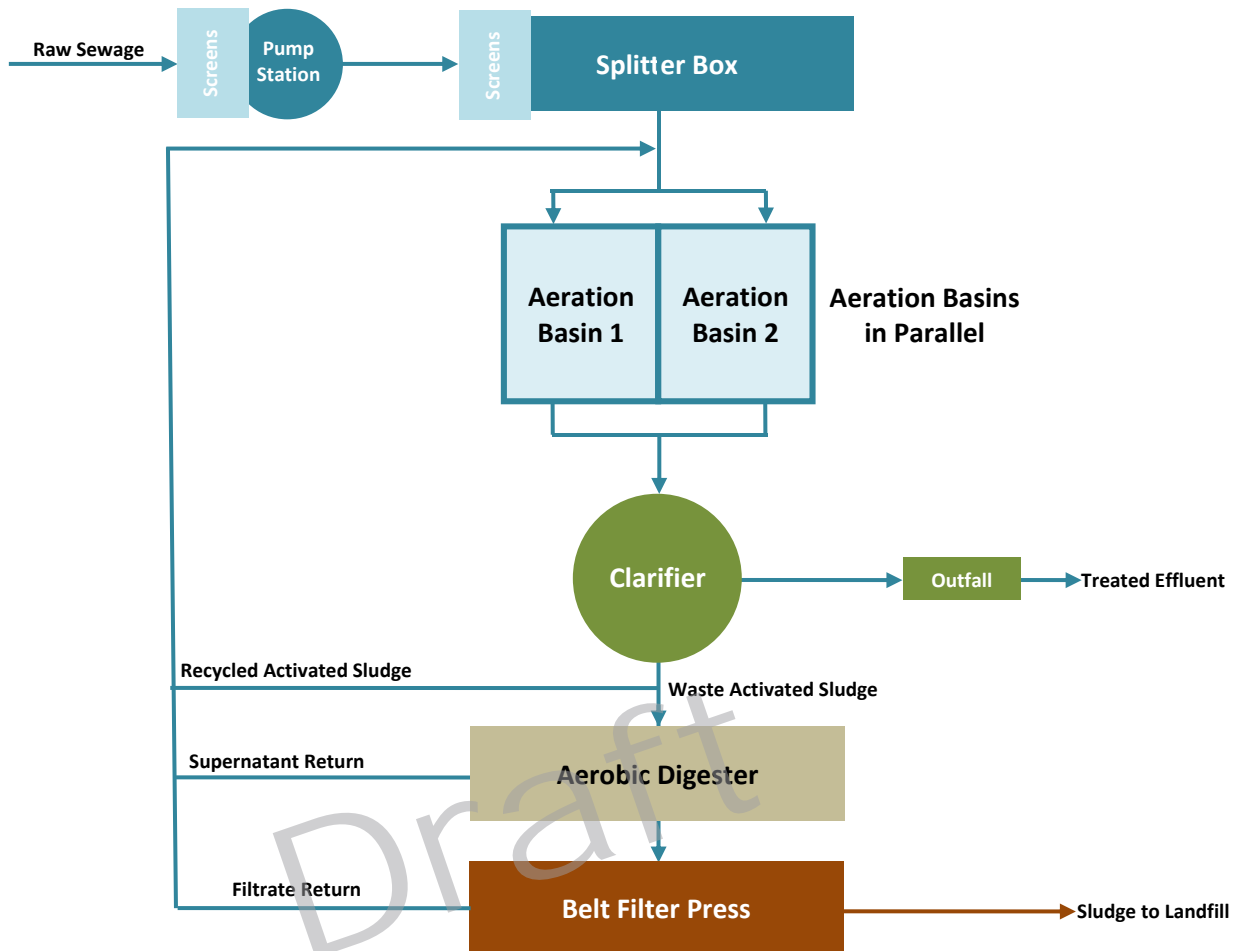 Raw Sewage
Screens
Pump
Station
Screens
Splitter Box
Aeration
Basin 1
Aeration
Basin 2
Aeration Basins
in Parallel
Clarifier
Outfall
Treated Effluent
Recycled Activated Sludge
Waste Activated Sludge
Supernatant Return
Aerobic Digester
Filtrate Return
Belt Filter Press
Sludge to Landfill
Draft